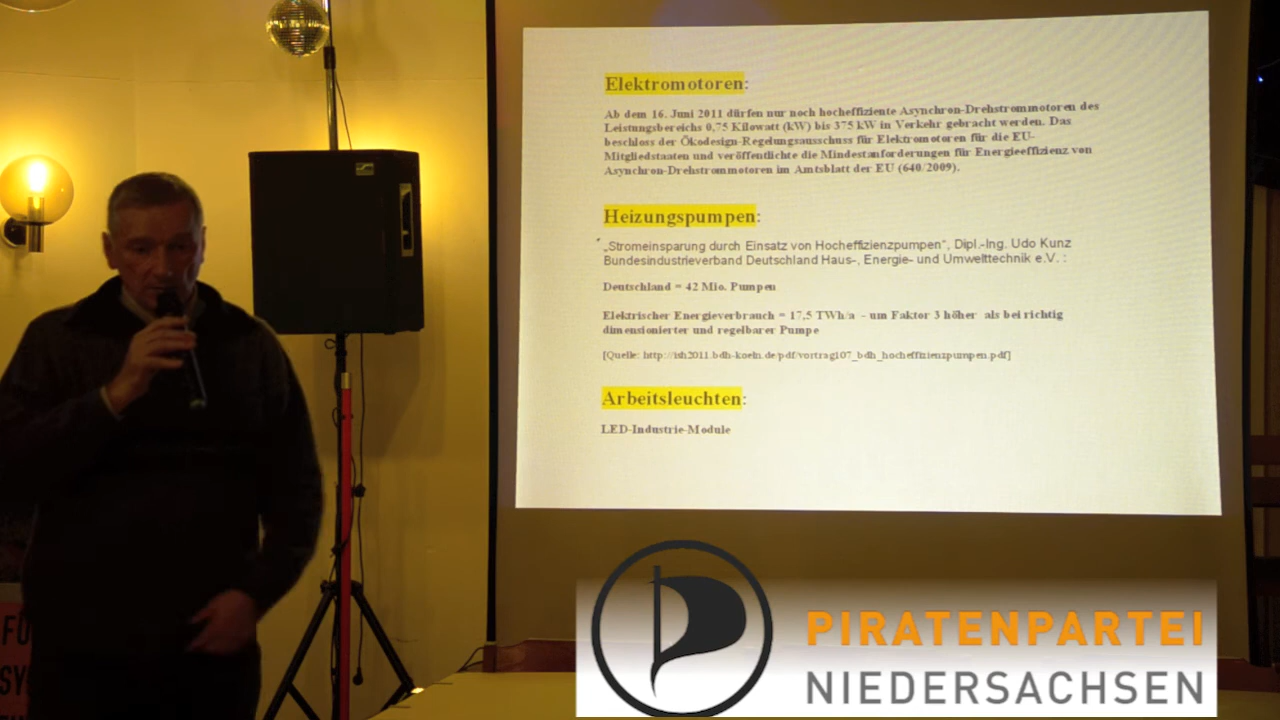 Elektromotoren:
Ab dem 16. Juni 2011 dürfen nur noch hocheffiziente Asynchron-Drehstrommotoren des
Leistungsbereichs 0,75 Kilowatt (kW) bis 375 kW in Verkehr gebracht werden. Das
beschloss der Ökodesign-Regelungsausschuss für Elektromotoren für die EU-
Mitgliedstaaten und veröffentlichte die Mindestanforderungen für Energieeffizienz von
Asynchron-Drehstrommotoren im Amtsblatt der EU (640/2009).
Heizungspumpen:
„Stromeinsparung durch Einsatz von Hocheffizienzpumpen", Dipl.-Ing. Udo Kunz
Bundesindustrieverband Deutschland Haus-, Energie- und Umwelttechnik e.V. :
Deutschland = 42 Mio. Pumpen
Elektrischer Energieverbrauch = 17,5 TWh/a - um Faktor 3 höher als bei richtig
dimensionierter und regelbarer Pumpe
[Quelle: http://ish2011.bdh-koeln.de/pdf/vortrag107_bdh_hocheffizienzpumpen.pdf]
Arbeitsleuchten:
LED-Industrie-Module
FÜ
SY
PIRATENPARTEI
NIEDERSACHSEN